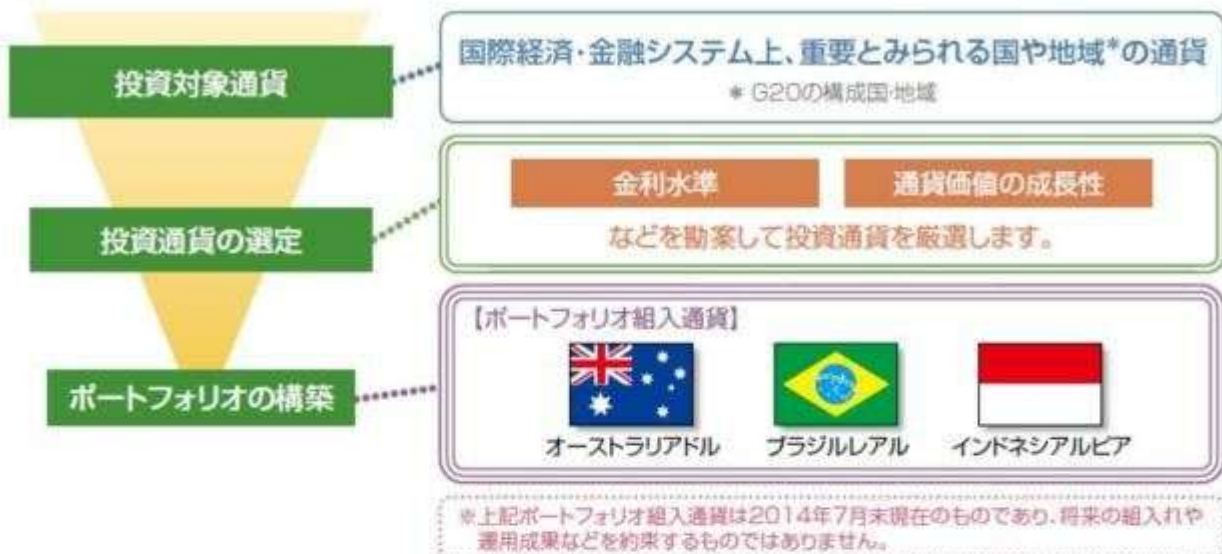 投資対象通貨
国際経済・金融システム上、重要とみられる国や地域*の通貨
* G20の構成国・地域
投資通貨の選定
金利水準
通貨価値の成長性
などを勘案して投資通貨を厳選します。
ポートフォリオの構築
【ポートフォリオ組入通貨】
オーストラリアドル
ブラジルレアル
インドネシアルピア
※上記ポートフォリオ組入通貨は2014年7月末現在のものであり、将来の組入れや
運用成果などを約束するものではありません。